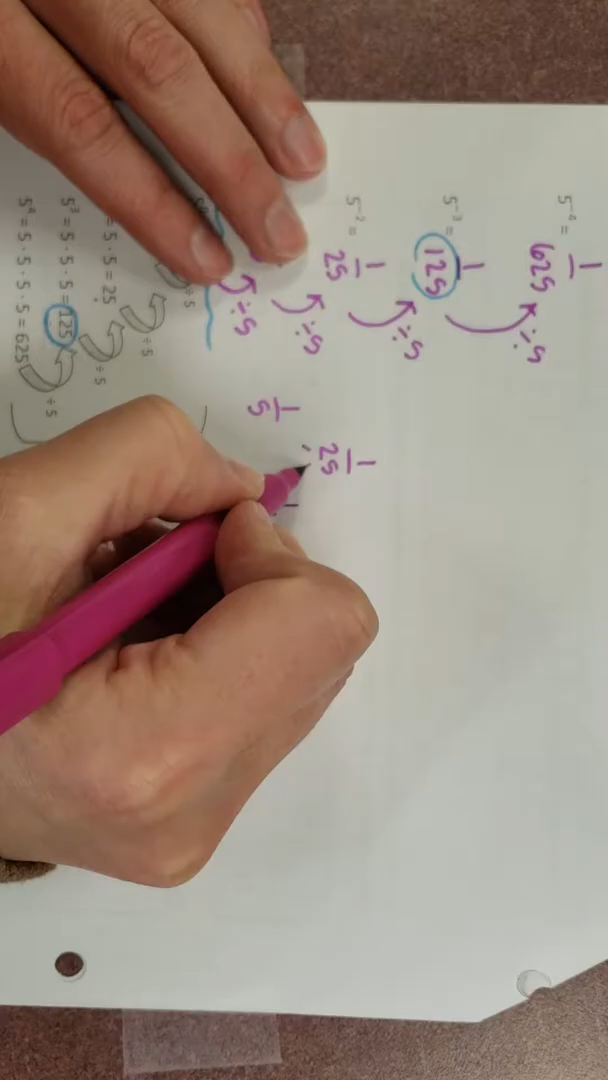 5⁻⁴ = 1/625
÷5
5⁻³ = 1/125
÷5
5⁻² = 1/25
÷5
1/25
÷5
1/5
÷ 5
÷ 5
= 5 · 5 = 25
÷ 5
5³ = 5 · 5 · 5 = 125
÷ 5
5⁴ = 5 · 5 · 5 · 5 = 625